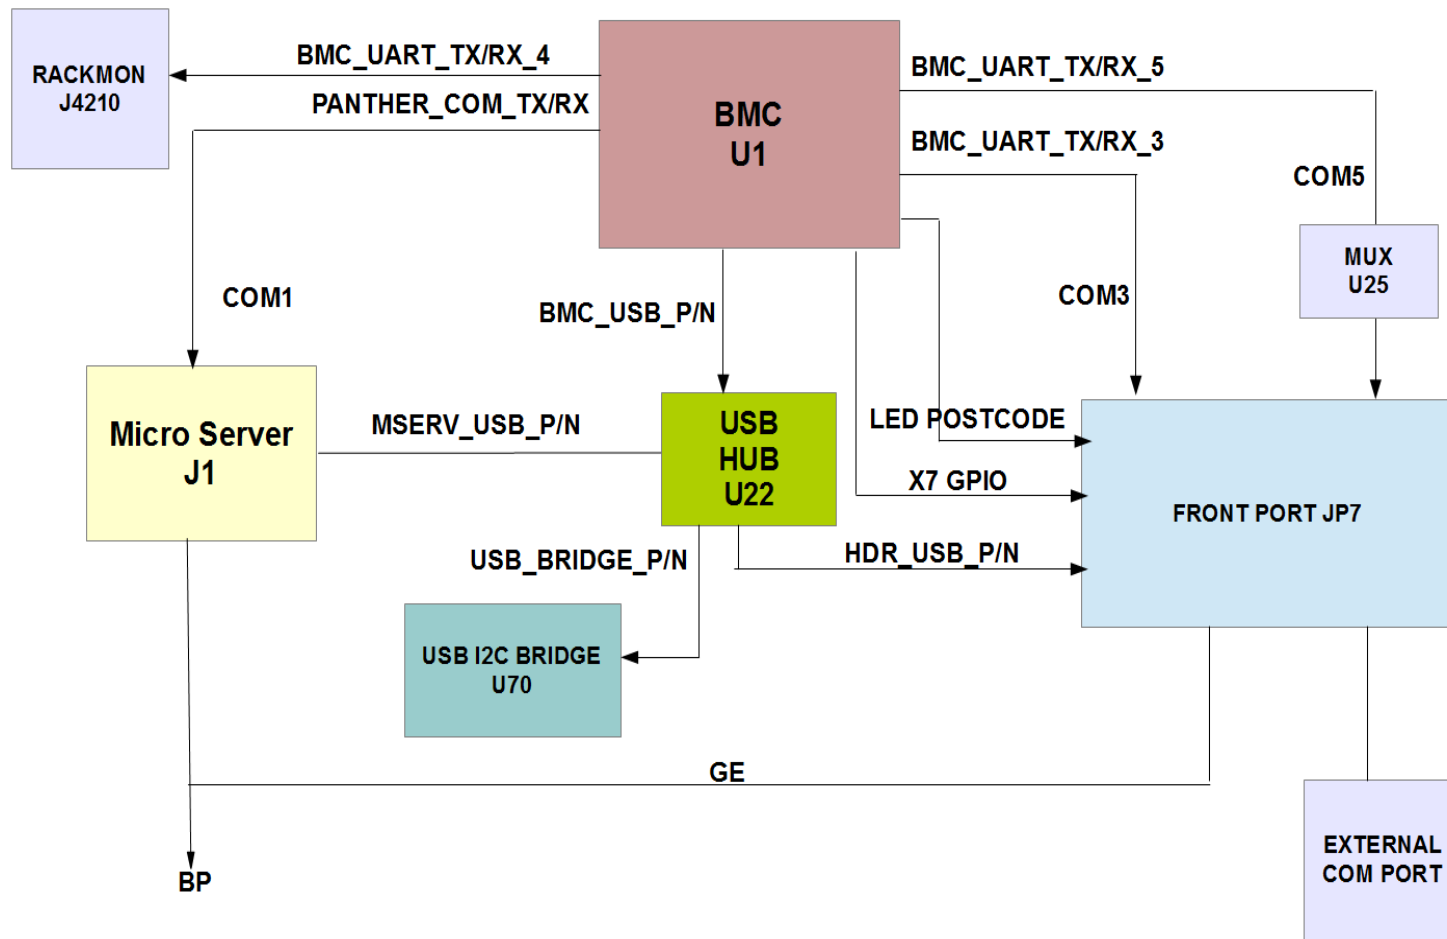 RACKMON
J4210
BMC_UART_TX/RX_4
PANTHER_COM_TX/RX
BMC
U1
BMC_UART_TX/RX_5
BMC_UART_TX/RX_3
COM5
MUX
U25
COM1
BMC_USB_P/N
COM3
Micro Server
J1
MSERV_USB_P/N
USB
HUB
U22
LED POSTCODE
X7 GPIO
FRONT PORT JP7
USB_BRIDGE_P/N
HDR_USB_P/N
USB I2C BRIDGE
U70
GE
BP
EXTERNAL
COM PORT